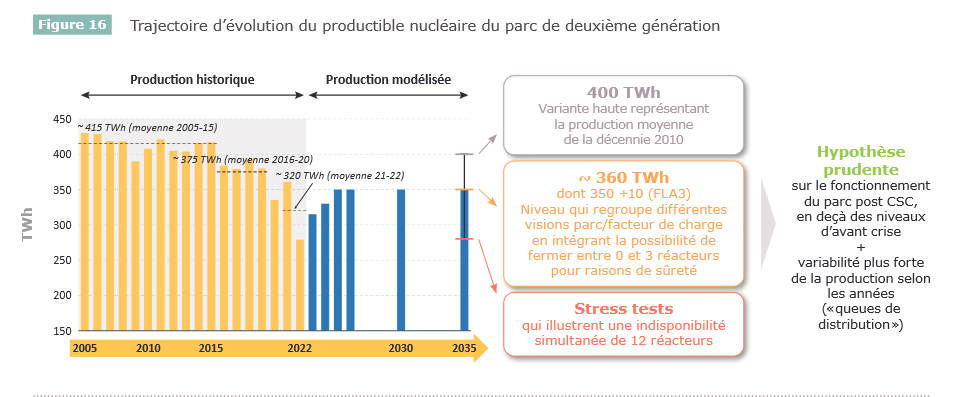 Figure 16
Trajectoire d’évolution du productible nucléaire du parc de deuxième génération
Production historique
Production modélisée
450
400
350
300
250
200
150
TWh
~ 415 TWh (moyenne 2005-15)
~ 375 TWh (moyenne 2016-20)
~ 320 TWh (moyenne 21-22)
2005
2010
2015
2022
2030
2035
400 TWh
Variante haute représentant
la production moyenne
de la décennie 2010
~ 360 TWh
dont 350 +10 (FLA3)
Niveau qui regroupe différentes
visions parc/facteur de charge
en intégrant la possibilité de
fermer entre 0 et 3 réacteurs
pour raisons de sûreté
Stress tests
qui illustrent une indisponibilité
simultanée de 12 réacteurs
Hypothèse
prudente
sur le fonctionnement
du parc post CSC,
en deçà des niveaux
d’avant crise
+
variabilité plus forte
de la production selon
les années
(«queues de
distribution»)